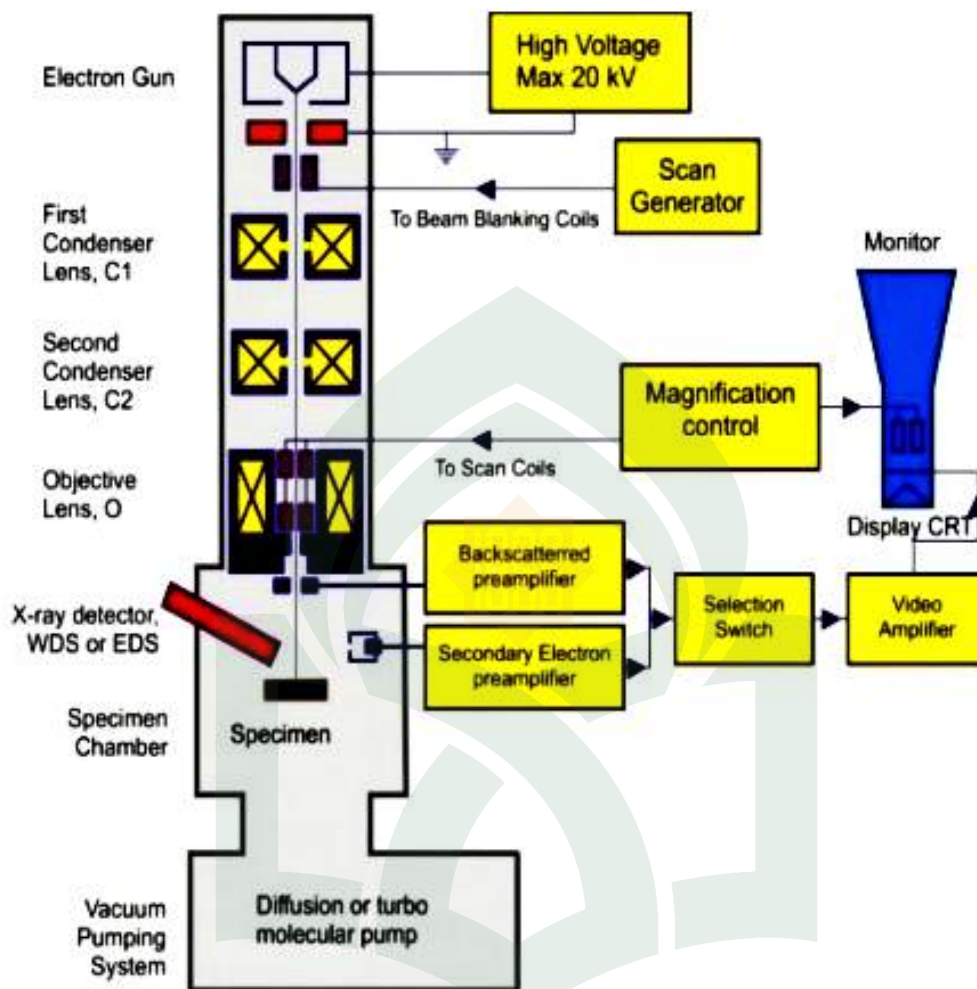 Electron Gun
High Voltage
Max 20 kV
Scan
Generator
To Beam Blanking Coils
First
Condenser
Lens, C1
Monitor
Second
Condenser
Lens, C2
Magnification
control
To Scan Coils
Objective
Lens, O
Display CRT
Backscatterred
preamplifier
X-ray detector,
WDS or EDS
Selection
Switch
Video
Amplifier
Secondary Electron
preamplifier
Specimen
Chamber
Specimen
Vacuum
Pumping
System
Diffusion or turbo
molecular pump